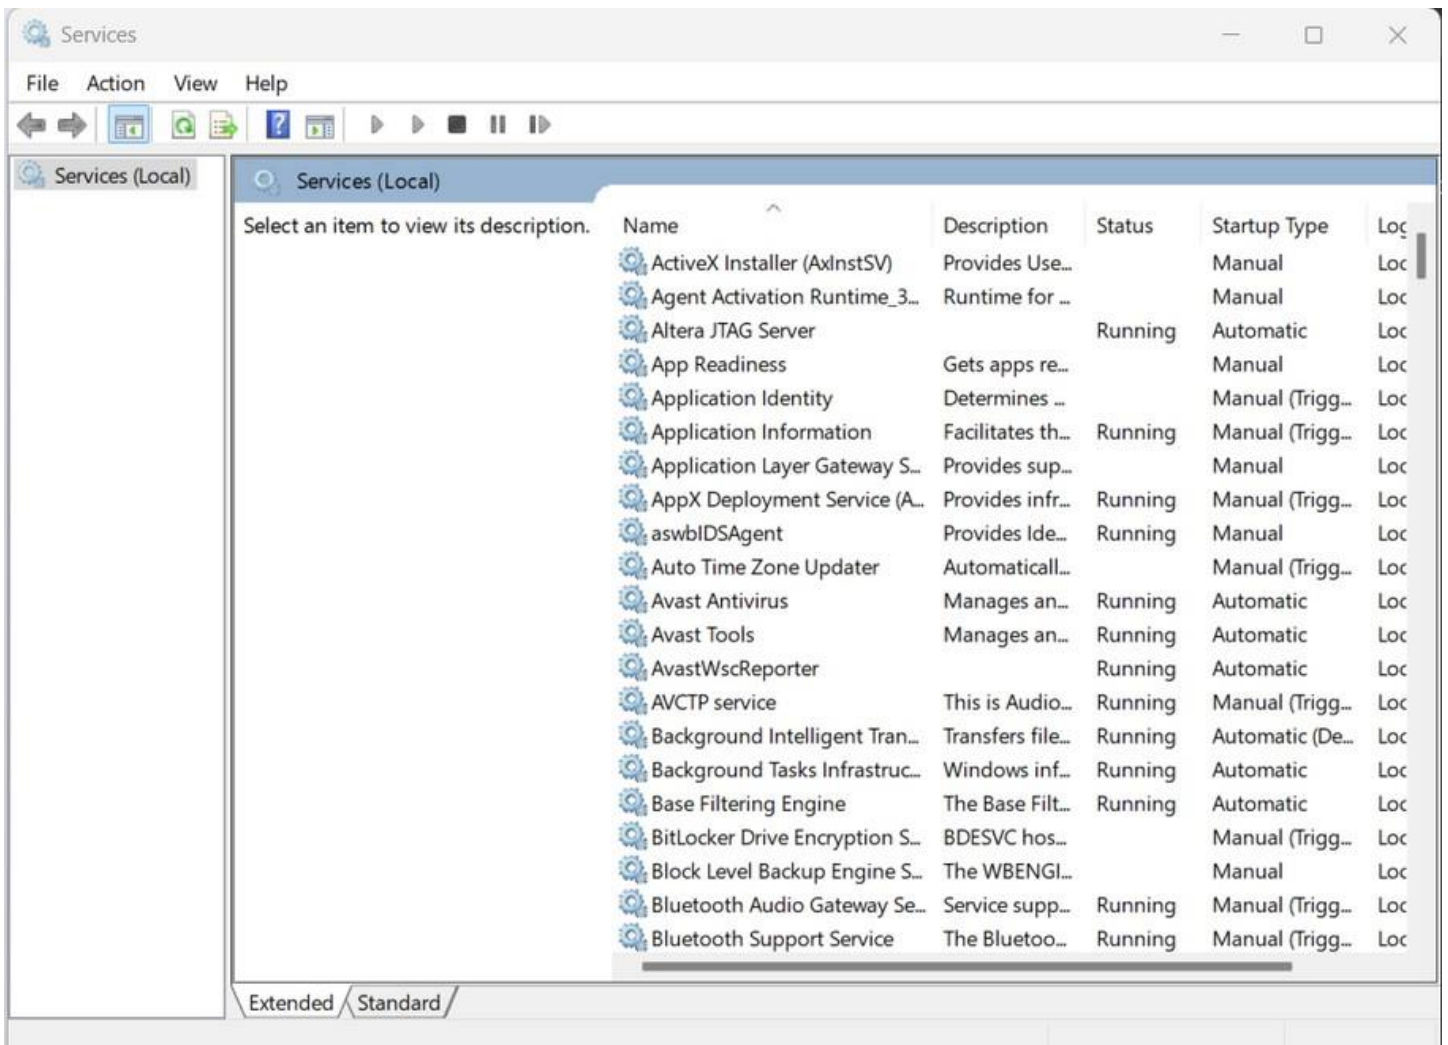 Services
File Action View Help
Services (Local)
Services (Local)
Select an item to view its description.
Name Description Status Startup Type Log
ActiveX Installer (AxInstSV) Provides Use... Manual Loc
Agent Activation Runtime_3... Runtime for ... Manual Loc
Altera JTAG Server Running Automatic Loc
App Readiness Gets apps re... Manual Loc
Application Identity Determines ... Manual (Trigg... Loc
Application Information Facilitates th... Running Manual (Trigg... Loc
Application Layer Gateway S... Provides sup... Manual Loc
AppX Deployment Service (A... Provides infr... Running Manual (Trigg... Loc
aswbIDSAgent Provides Ide... Running Manual Loc
Auto Time Zone Updater Automaticall... Manual (Trigg... Loc
Avast Antivirus Manages an... Running Automatic Loc
Avast Tools Manages an... Running Automatic Loc
AvastWscReporter Running Automatic Loc
AVCTP service This is Audio... Running Manual (Trigg... Loc
Background Intelligent Tran... Transfers file... Running Automatic (De... Loc
Background Tasks Infrastruc... Windows inf... Running Automatic Loc
Base Filtering Engine The Base Filt... Running Automatic Loc
BitLocker Drive Encryption S... BDESVC hos... Manual (Trigg... Loc
Block Level Backup Engine S... The WBENGI... Manual Loc
Bluetooth Audio Gateway Se... Service supp... Running Manual (Trigg... Loc
Bluetooth Support Service The Bluetoo... Running Manual (Trigg... Loc
Extended Standard